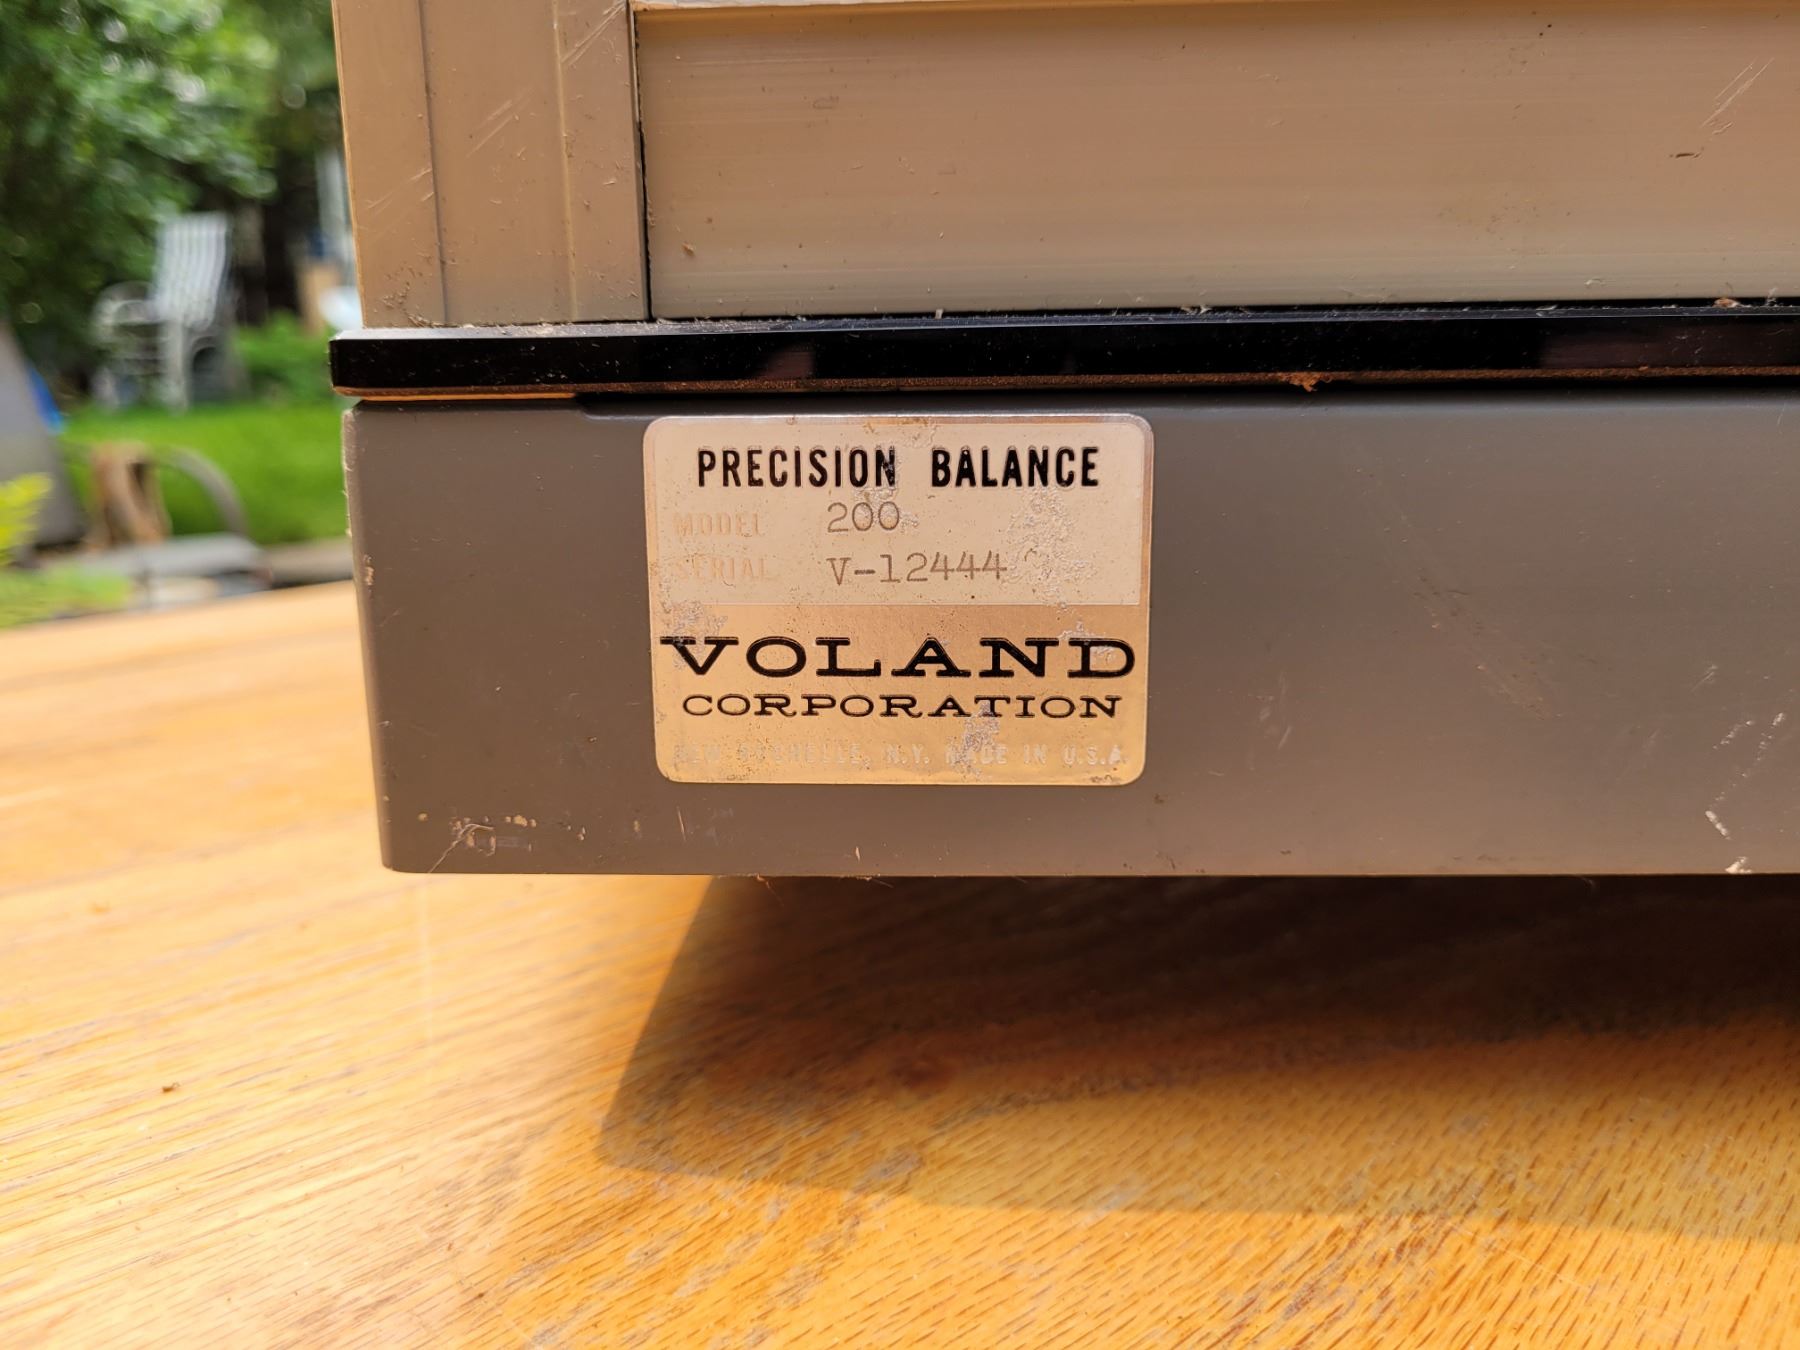 PRECISION BALANCE
MODEL 200
SERIAL V-12444
VOLAND
CORPORATION
NEW ROCHELLE, N.Y. MADE IN U.S.A